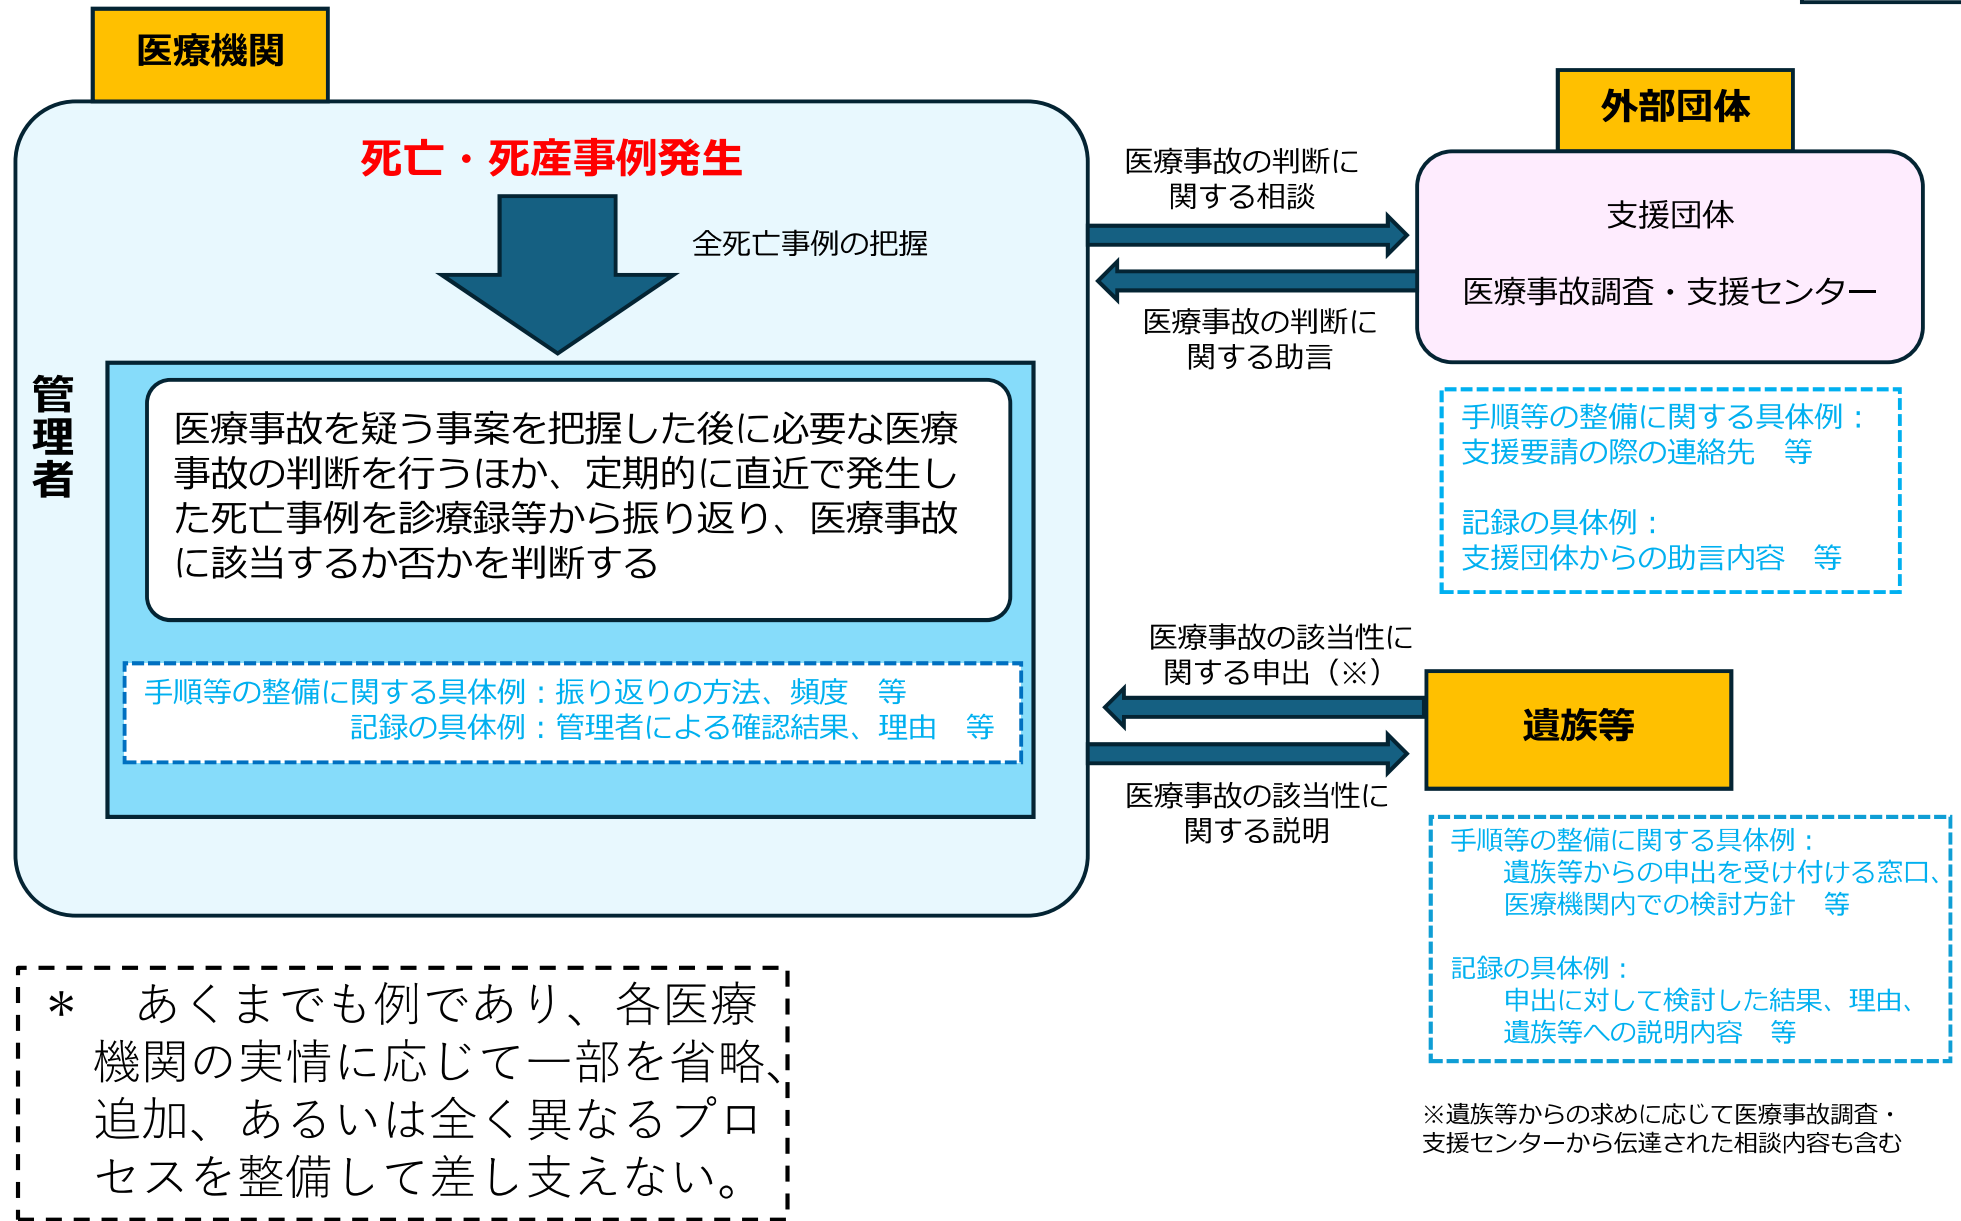 医療機関
死亡・死産事例発生
全死亡事例の把握
管理者
医療事故を疑う事案を把握した後に必要な医療
事故の判断を行うほか、定期的に直近で発生し
た死亡事例を診療録等から振り返り、医療事故
に該当するか否かを判断する
手順等の整備に関する具体例：振り返りの方法、頻度　等
記録の具体例：管理者による確認結果、理由　等
医療事故の判断に
関する相談
医療事故の判断に
関する助言
外部団体
支援団体
医療事故調査・支援センター
手順等の整備に関する具体例：
支援要請の際の連絡先　等
記録の具体例：
支援団体からの助言内容　等
医療事故の該当性に
関する申出（※）
医療事故の該当性に
関する説明
遺族等
手順等の整備に関する具体例：
遺族等からの申出を受け付ける窓口、
医療機関内での検討方針　等
記録の具体例：
申出に対して検討した結果、理由、
遺族等への説明内容　等
※遺族等からの求めに応じて医療事故調査・
支援センターから伝達された相談内容も含む
＊　あくまでも例であり、各医療
機関の実情に応じて一部を省略、
追加、あるいは全く異なるプロ
セスを整備して差し支えない。